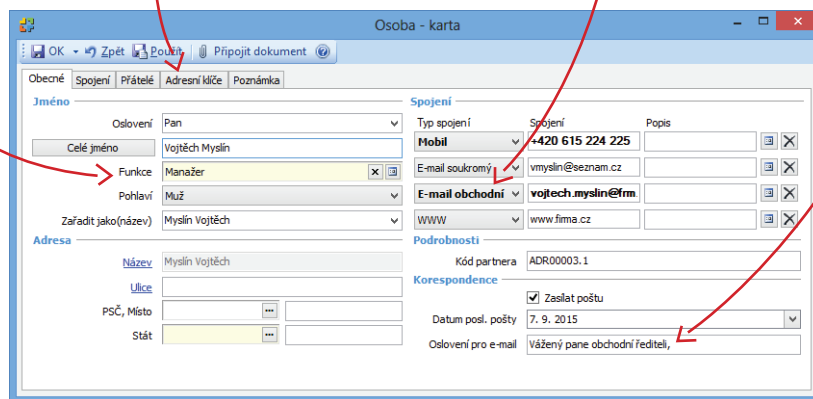 Osoba - karta
OK Zpět Použít Připojit dokument
Obecné Spojení Přátelé Adresní klíče Poznámka
Jméno
Oslovení Pan
Celé jméno Vojtěch Myslín
Funkce Manažer
Pohlaví Muž
Zařadit jako(název) Myslín Vojtěch
Adresa
Název Myslín Vojtěch
Ulice
PSČ, Místo
Stát
Spojení
Typ spojení Spojení Popis
Mobil +420 615 224 225
E-mail soukromý vmyslin@seznam.cz
E-mail obchodní vojtech.myslin@frm
WWW www.firma.cz
Podrobnosti
Kód partnera ADR00003.1
Korespondence
Zasílat poštu
Datum posl. pošty 7. 9. 2015
Oslovení pro e-mail Vážený pane obchodní řediteli,